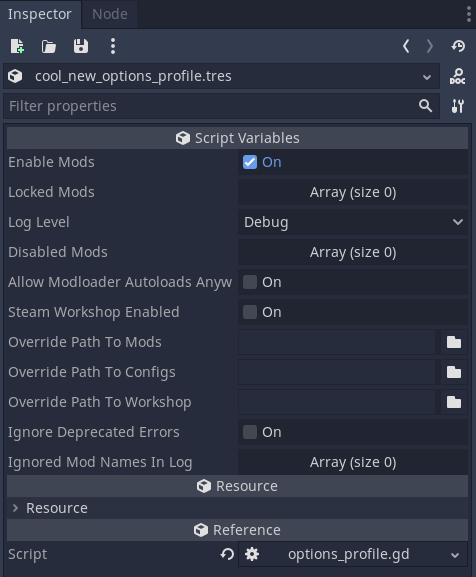 Inspector Node
cool_new_options_profile.tres
DOC
Filter properties
Script Variables
Enable Mods On
Locked Mods Array (size 0)
Log Level Debug
Disabled Mods Array (size 0)
Allow Modloader Autoloads Anyw On
Steam Workshop Enabled On
Override Path To Mods
Override Path To Configs
Override Path To Workshop
Ignore Deprecated Errors On
Ignored Mod Names In Log Array (size 0)
Resource
Resource
Reference
Script options_profile.gd